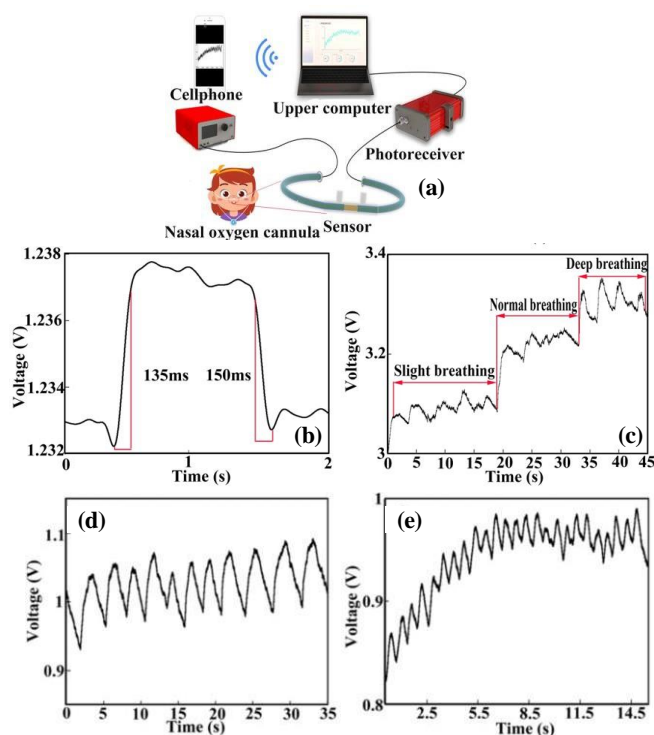 Cellphone
Upper computer
Photoreceiver
(a)
Nasal oxygen cannula
Sensor
1.238
1.236
1.233
1.232
Voltage (V)
135ms
150ms
(b)
0
1
2
Time (s)
3.4
3.2
3
Voltage (V)
Deep breathing
Normal breathing
Slight breathing
(c)
0 5 10 15 20 25 30 35 40 45
Time (s)
(d)
1.1
1
0.9
Voltage (V)
0 5 10 15 20 25 30 35
Time (s)
(e)
1
0.9
0.8
Voltage (V)
2.5 5.5 8.5 11.5 14.5
Time (s)